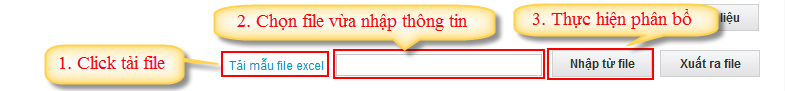 2. Chọn file vừa nhập thông tin
3. Thực hiện phân bổ
liệu
1. Click tải file
Tải mẫu file excel
Nhập từ file
Xuất ra file